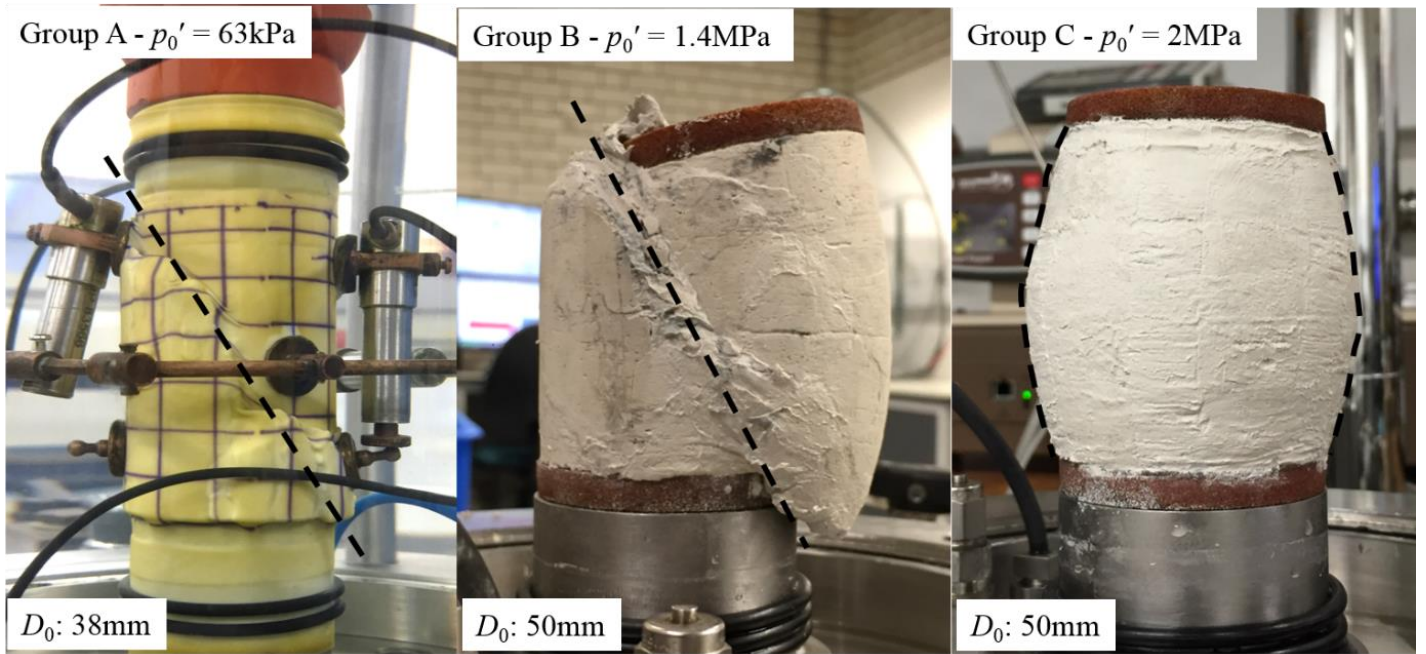 Group A - p₀′ = 63kPa
Group B - p₀′ = 1.4MPa
Group C - p₀′ = 2MPa
D₀: 38mm
D₀: 50mm
D₀: 50mm